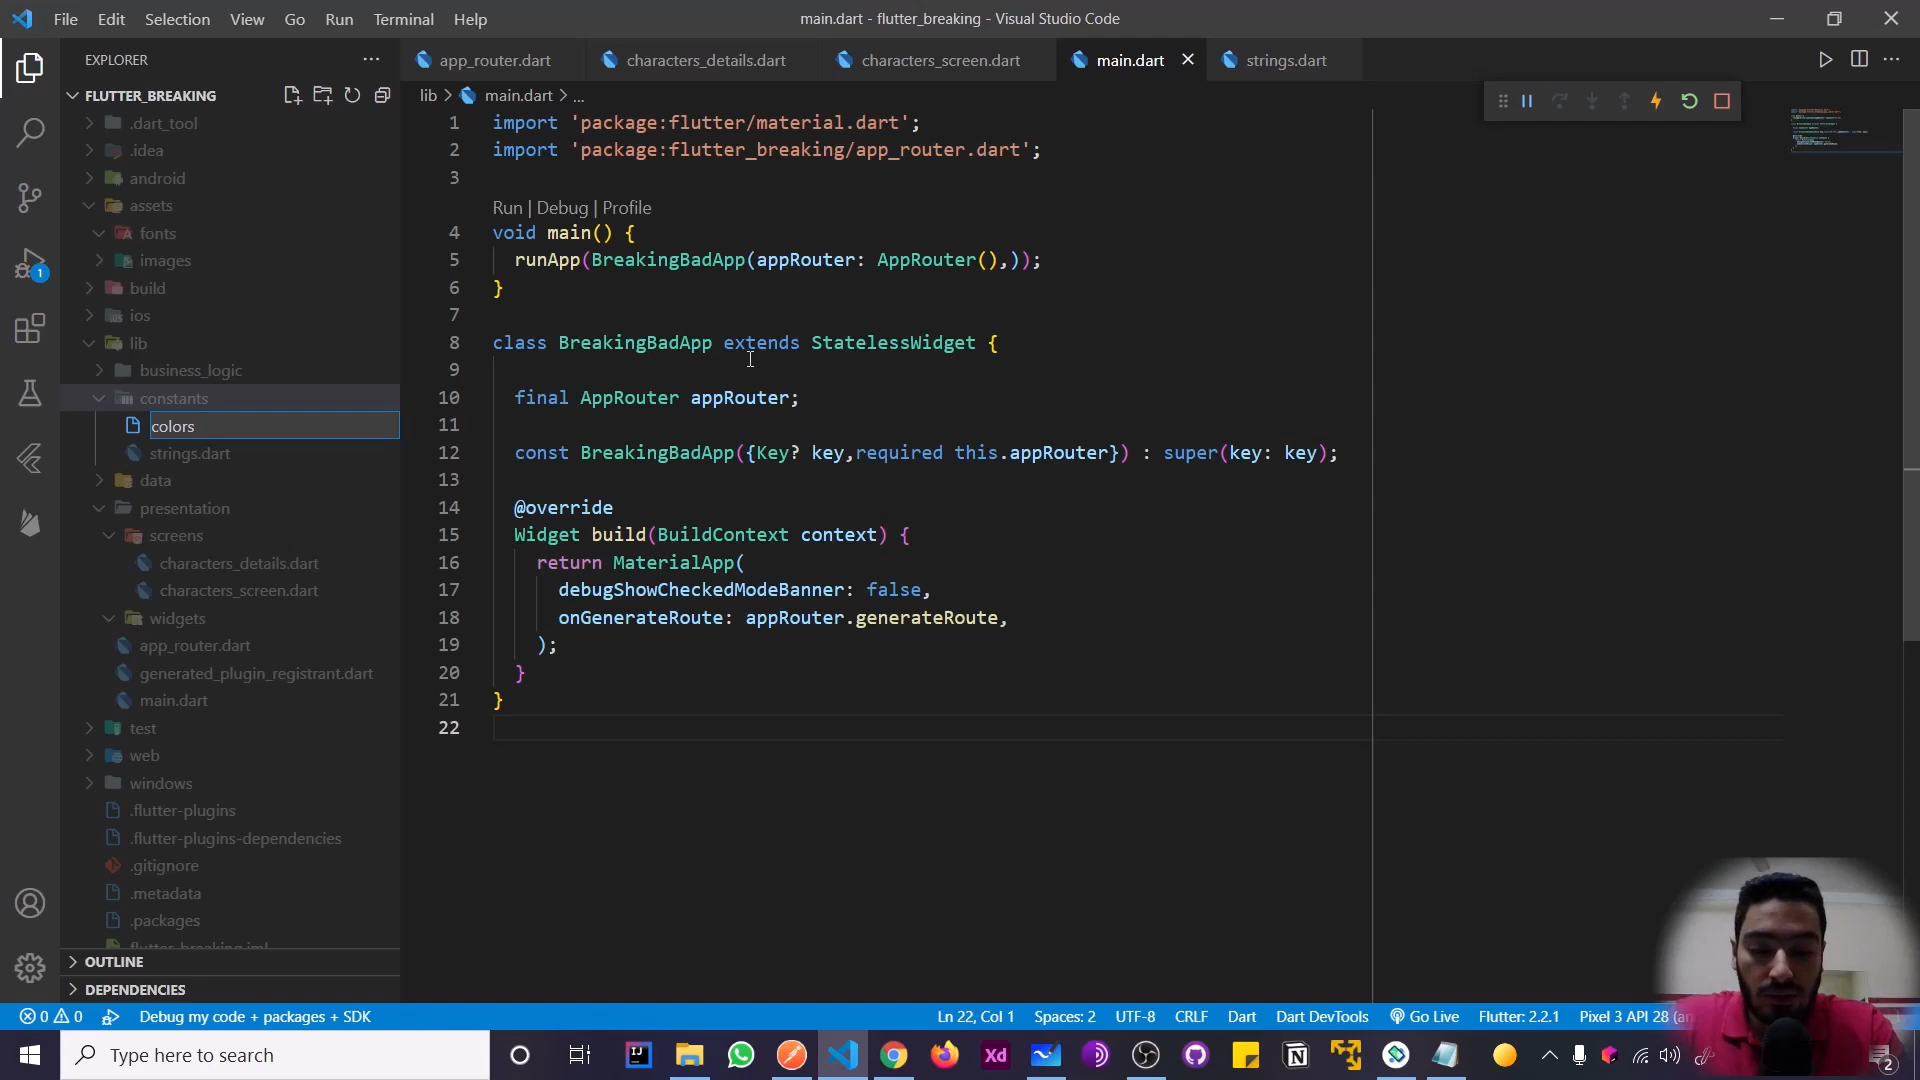 File Edit Selection View Go Run Terminal Help
main.dart - flutter_breaking - Visual Studio Code
EXPLORER
app_router.dart
characters_details.dart
characters_screen.dart
main.dart
strings.dart
FLUTTER_BREAKING
lib > main.dart > ...
.dart_tool
.idea
android
assets
fonts
images
build
ios
lib
business_logic
constants
colors
strings.dart
data
presentation
screens
characters_details.dart
characters_screen.dart
widgets
app_router.dart
generated_plugin_registrant.dart
main.dart
test
web
windows
.flutter-plugins
.flutter-plugins-dependencies
.gitignore
.metadata
.packages
flutter_breaking.iml
OUTLINE
DEPENDENCIES
1
1 import 'package:flutter/material.dart';
2 import 'package:flutter_breaking/app_router.dart';
3
Run | Debug | Profile
4 void main() {
5 runApp(BreakingBadApp(appRouter: AppRouter(),));
6 }
7
8 class BreakingBadApp extends StatelessWidget {
9
10 final AppRouter appRouter;
11
12 const BreakingBadApp({Key? key,required this.appRouter}) : super(key: key);
13
14 @override
15 Widget build(BuildContext context) {
16 return MaterialApp(
17 debugShowCheckedModeBanner: false,
18 onGenerateRoute: appRouter.generateRoute,
19 );
20 }
21 }
22
0 0 Debug my code + packages + SDK
Ln 22, Col 1 Spaces: 2 UTF-8 CRLF Dart Dart DevTools Go Live Flutter: 2.2.1 Pixel 3 API 28 (an
Type here to search
IJ
Xd
2